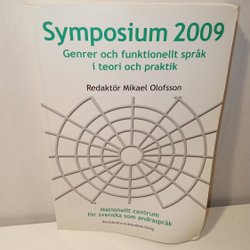 Symposium 2009
Genrer och funktionellt språk
i teori och praktik
Redaktör Mikael Olofsson
Nationellt centrum
för svenska som andraspråk
Stockholms universitets förlag